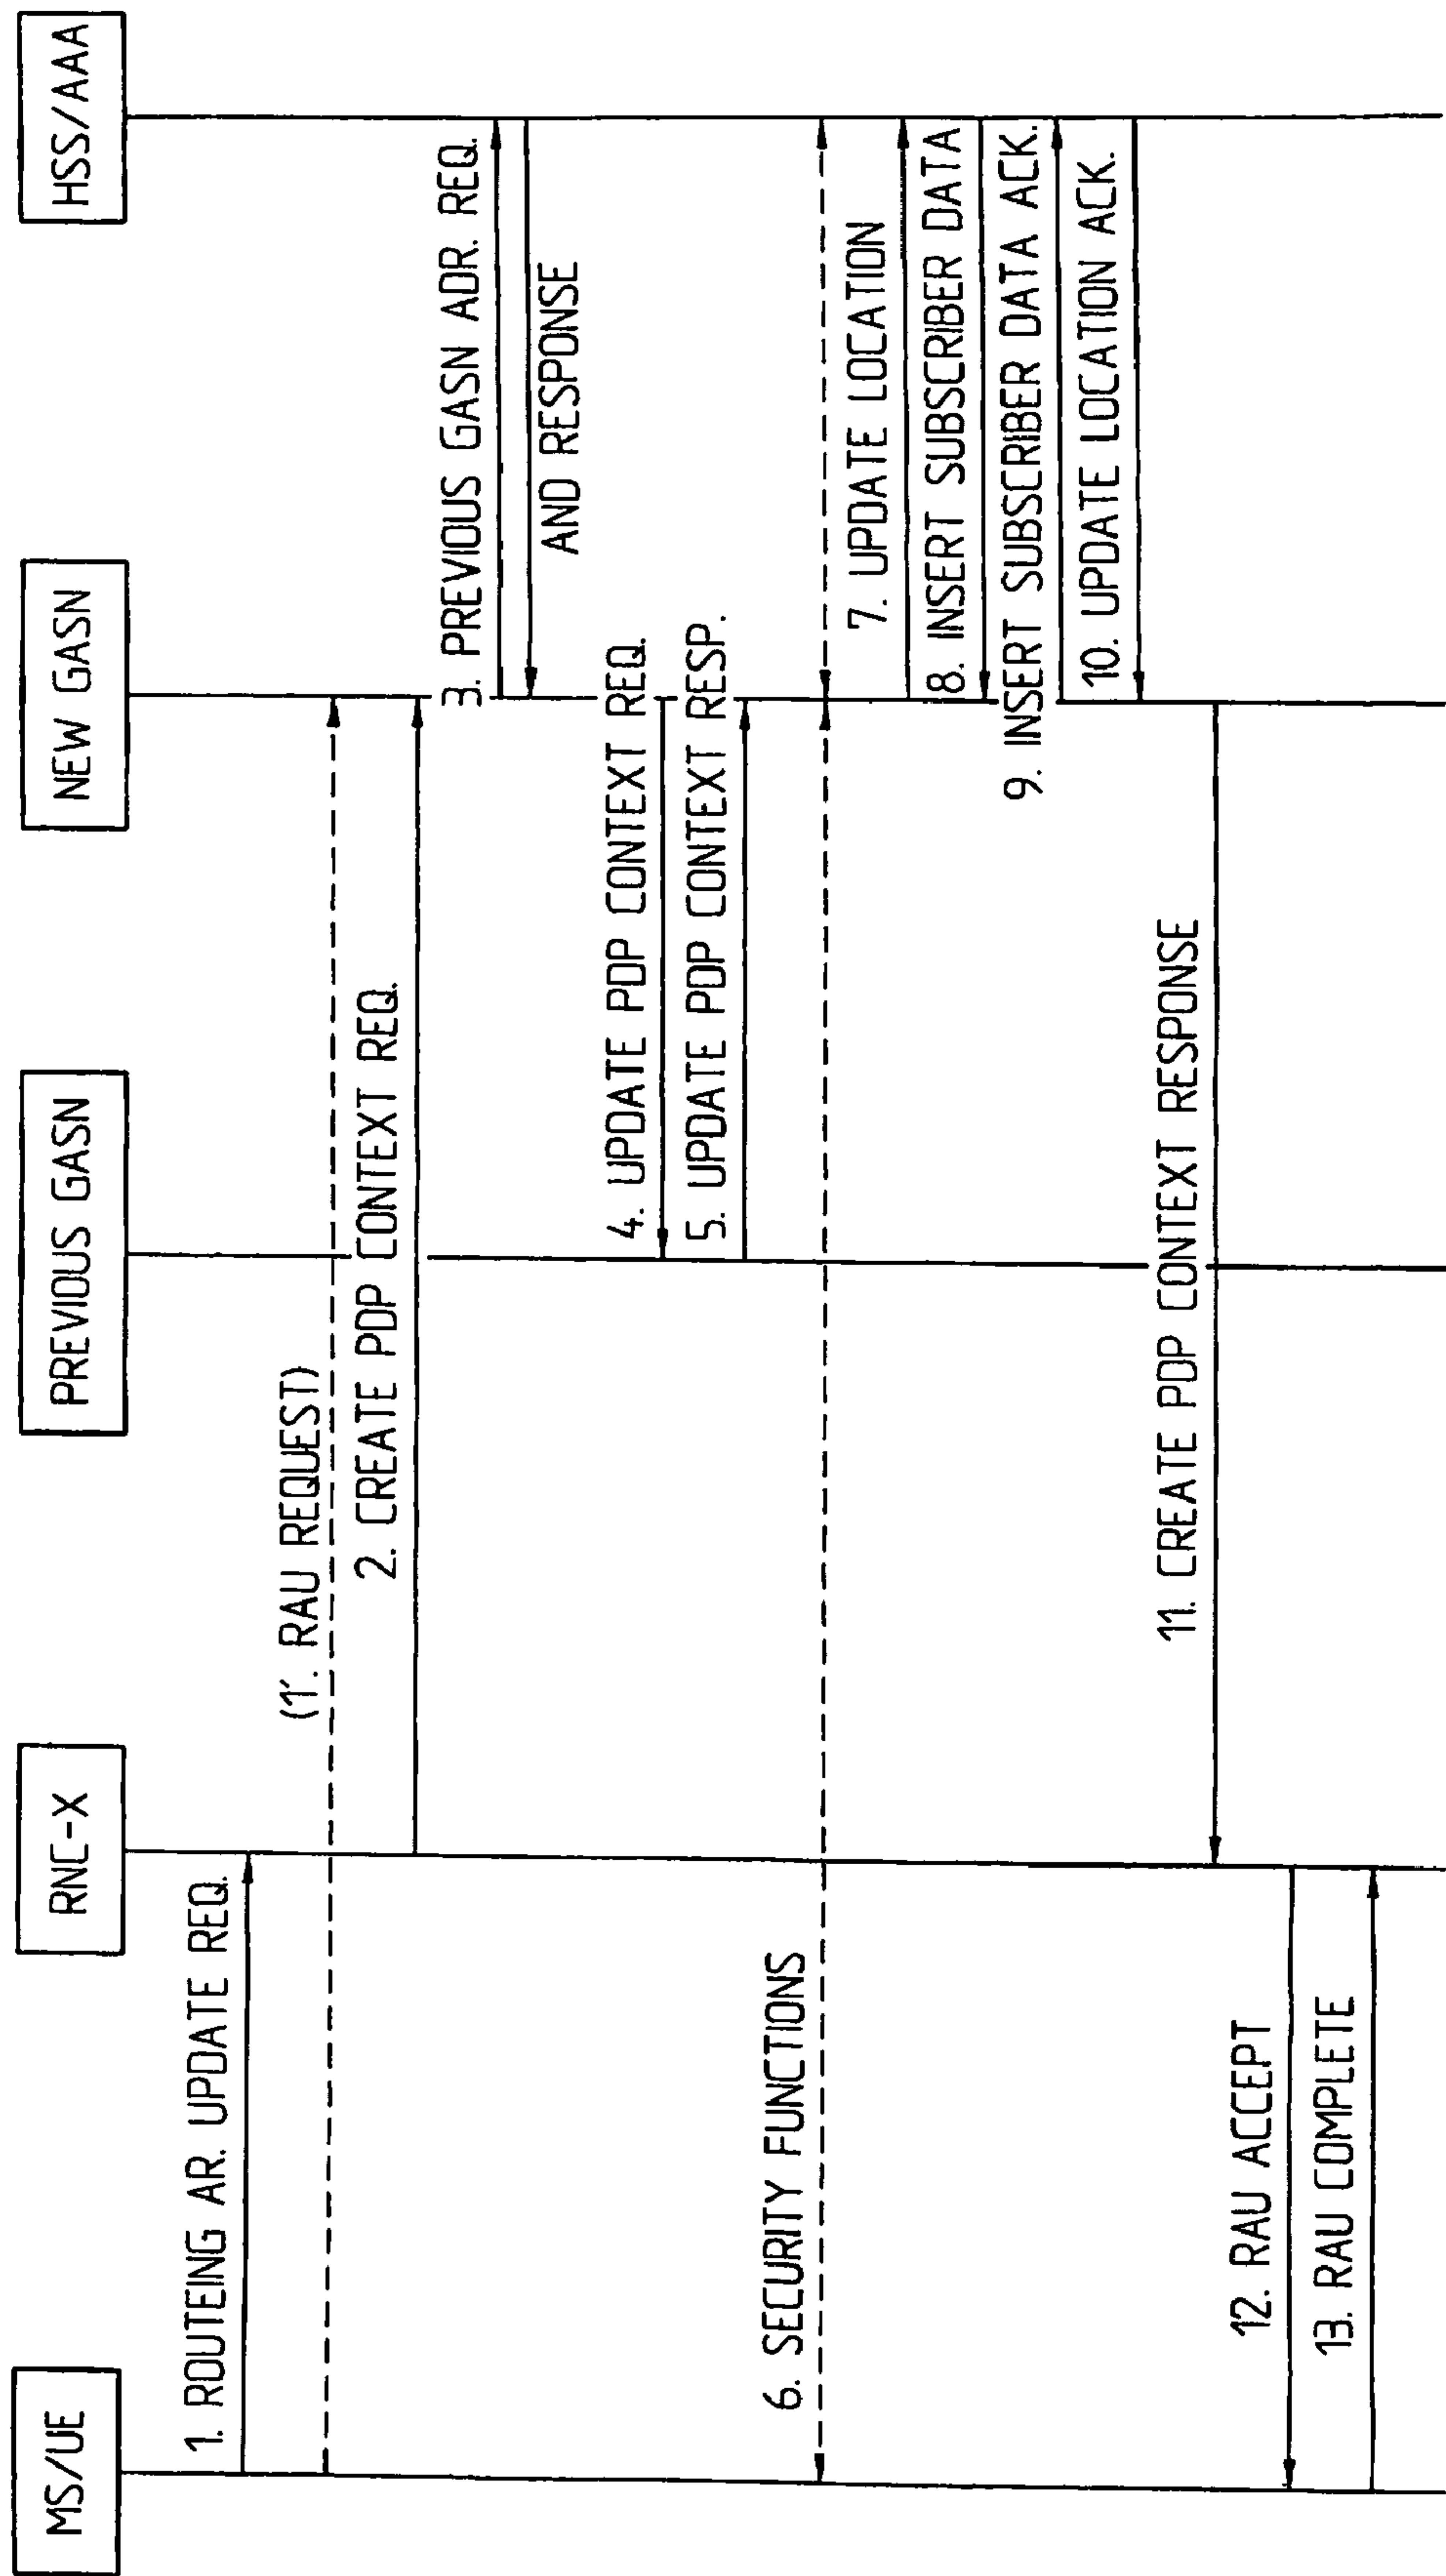 MS/UE
RNC-X
PREVIOUS GASN
NEW GASN
HSS/AAA
1. ROUTEING AR. UPDATE REQ.
(1'. RAU REQUEST)
2. CREATE PDP CONTEXT REQ.
3. PREVIOUS GASN ADR. REQ.
AND RESPONSE
4. UPDATE PDP CONTEXT REQ.
5. UPDATE PDP CONTEXT RESP.
6. SECURITY FUNCTIONS
7. UPDATE LOCATION
8. INSERT SUBSCRIBER DATA
9. INSERT SUBSCRIBER DATA ACK.
10. UPDATE LOCATION ACK.
11. CREATE PDP CONTEXT RESPONSE
12. RAU ACCEPT
13. RAU COMPLETE